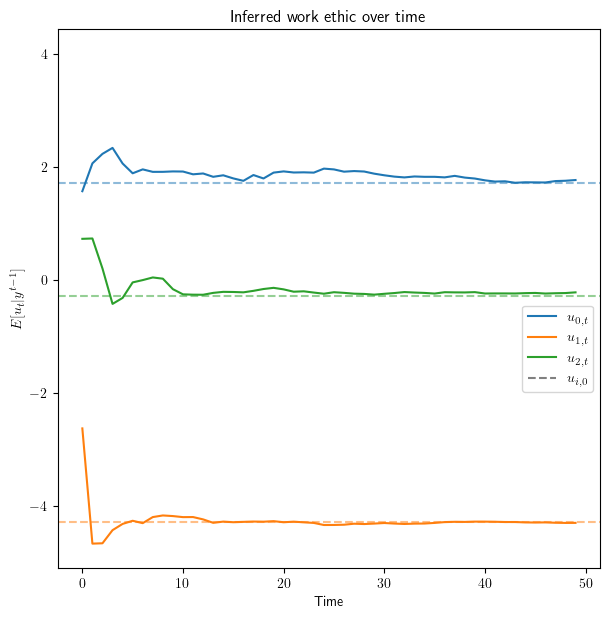 Inferred work ethic over time
E[u_t|y^{t−1}]
4
2
0
−2
−4
u_{0,t}
u_{1,t}
u_{2,t}
u_{i,0}
0 10 20 30 40 50
Time